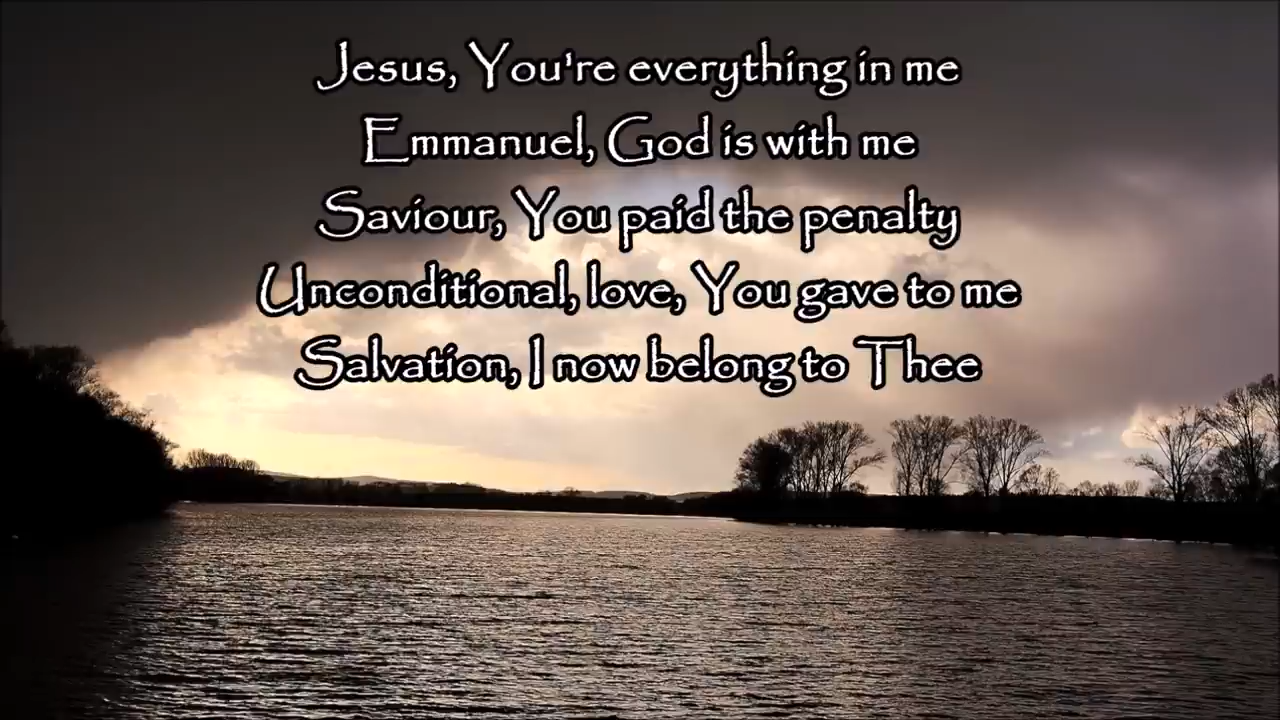 Jesus, You're everything in me
Emmanuel, God is with me
Saviour, You paid the penalty
Unconditional, love, You gave to me
Salvation, I now belong to Thee